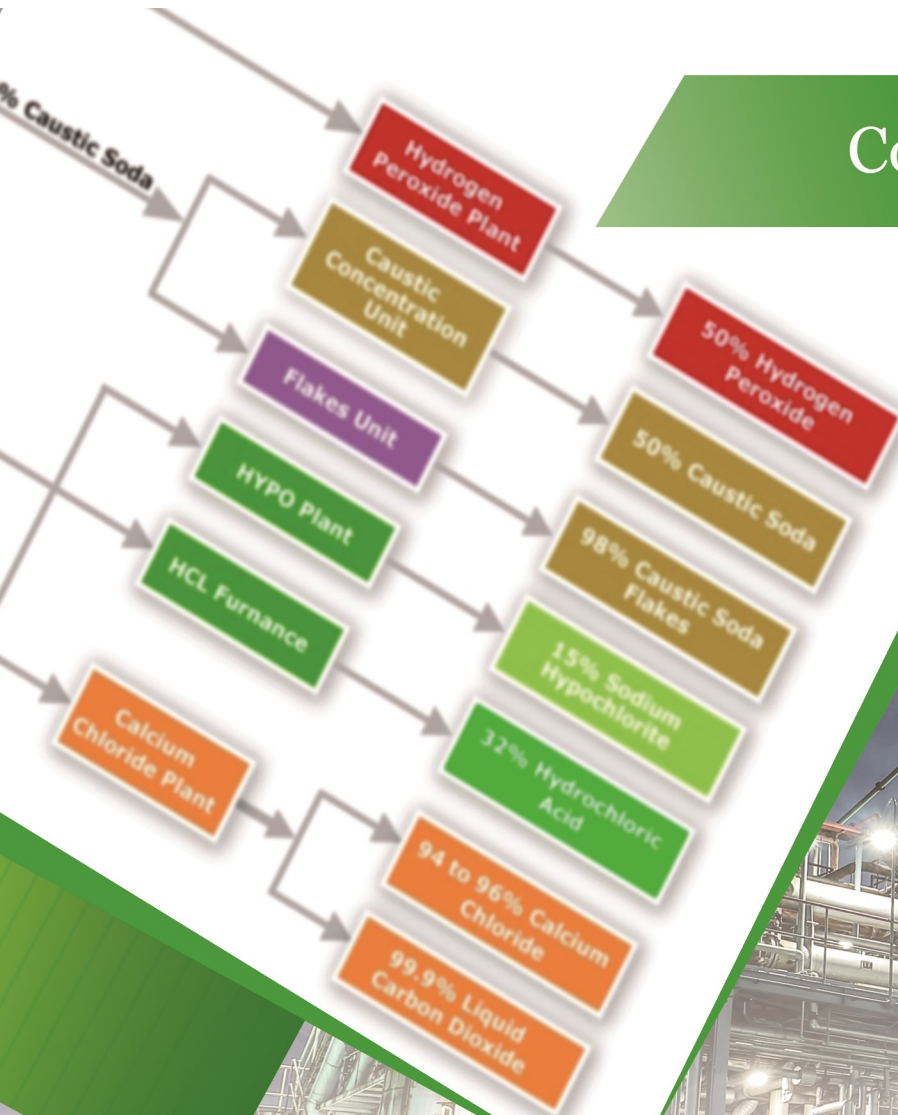 % Caustic Soda
Co
Hydrogen
Peroxide Plant
Caustic
Concentration
Unit
Flakes Unit
HYPO Plant
HCL Furnance
Calcium
Chloride Plant
50% Hydrogen
Peroxide
50% Caustic Soda
98% Caustic Soda
Flakes
15% Sodium
Hypochlorite
32% Hydrochloric
Acid
94 to 96% Calcium
Chloride
99.9% Liquid
Carbon Dioxide